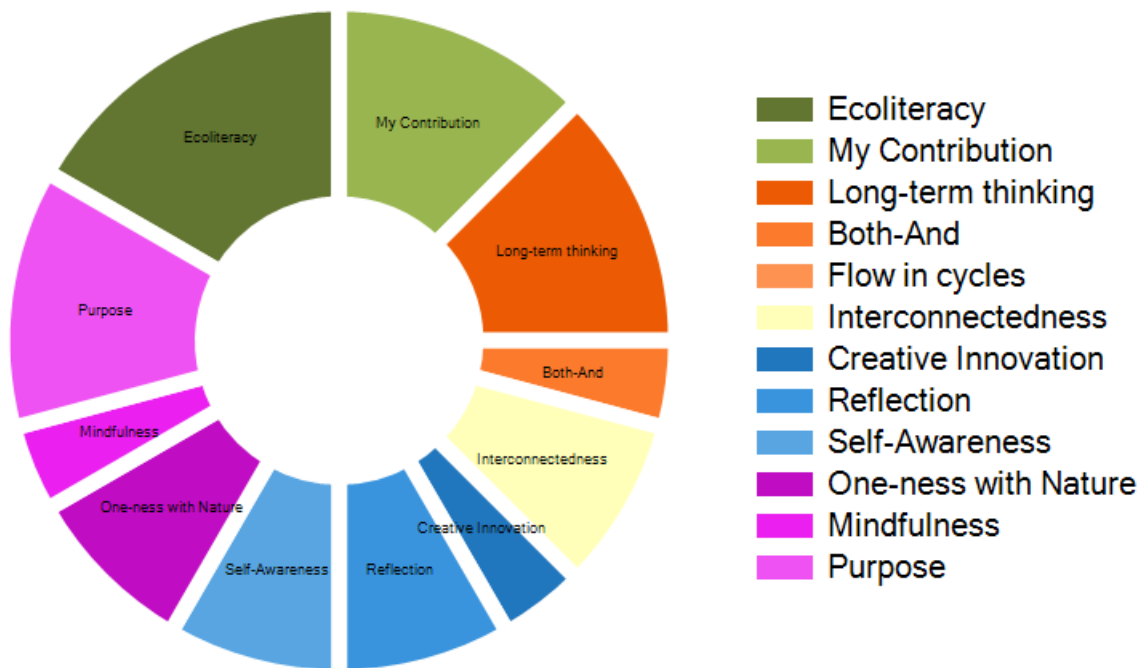 Ecoliteracy
My Contribution
Long-term thinking
Both-And
Interconnectedness
Creative Innovation
Reflection
Self-Awareness
One-ness with Nature
Mindfulness
Purpose
Ecoliteracy
My Contribution
Long-term thinking
Both-And
Flow in cycles
Interconnectedness
Creative Innovation
Reflection
Self-Awareness
One-ness with Nature
Mindfulness
Purpose